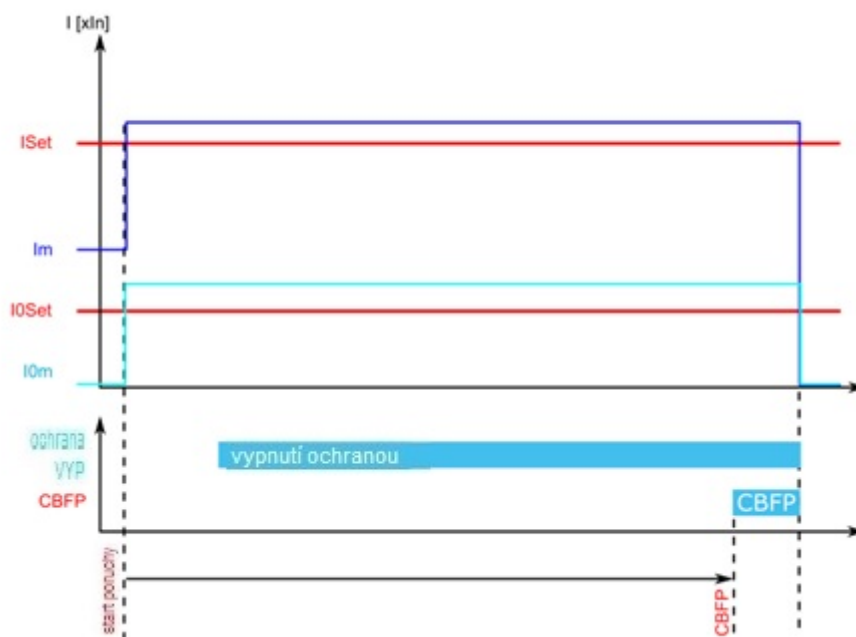 I [xIn]
ISet
Im
I0Set
I0m
ochrana
VYP
CBFP
vypnutí ochranou
CBFP
start poruchy
CBFP